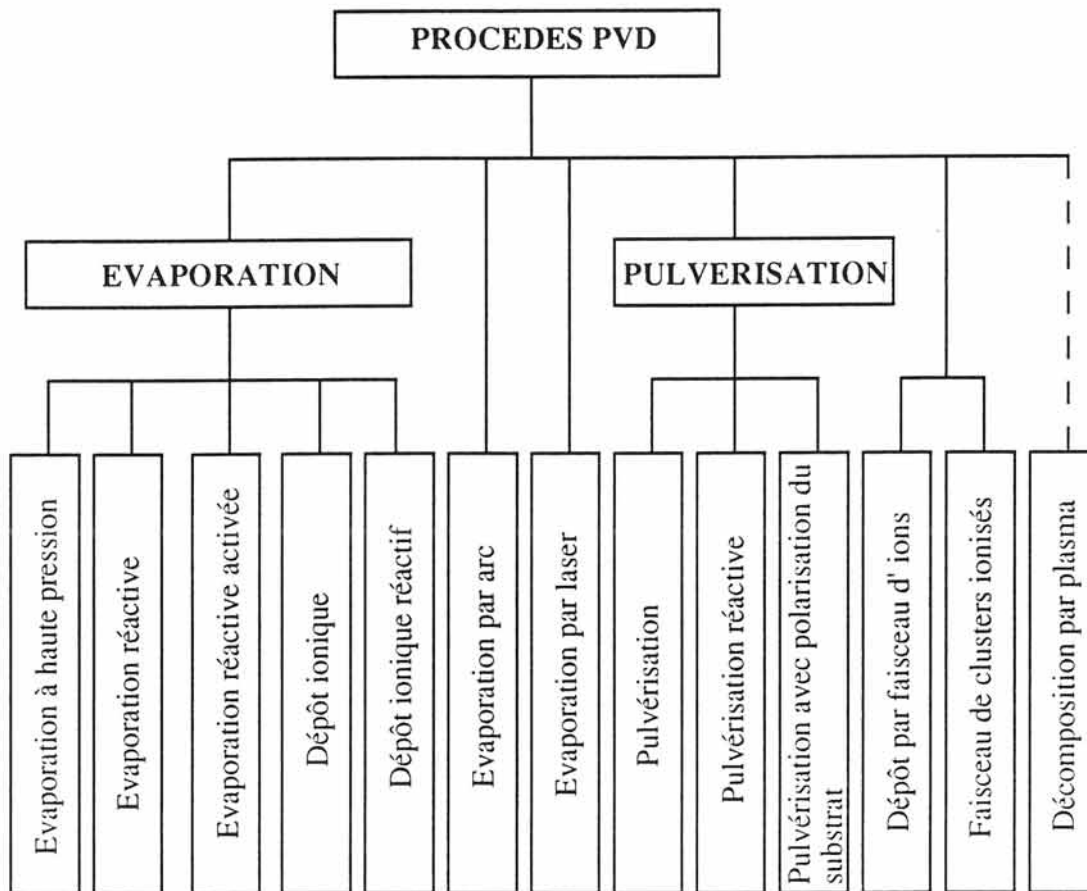 PROCEDES PVD
EVAPORATION
PULVERISATION
Evaporation à haute pression
Evaporation réactive
Evaporation réactive activée
Dépôt ionique
Dépôt ionique réactif
Evaporation par arc
Evaporation par laser
Pulvérisation
Pulvérisation réactive
Pulvérisation avec polarisation du
substrat
Dépôt par faisceau d' ions
Faisceau de clusters ionisés
Décomposition par plasma